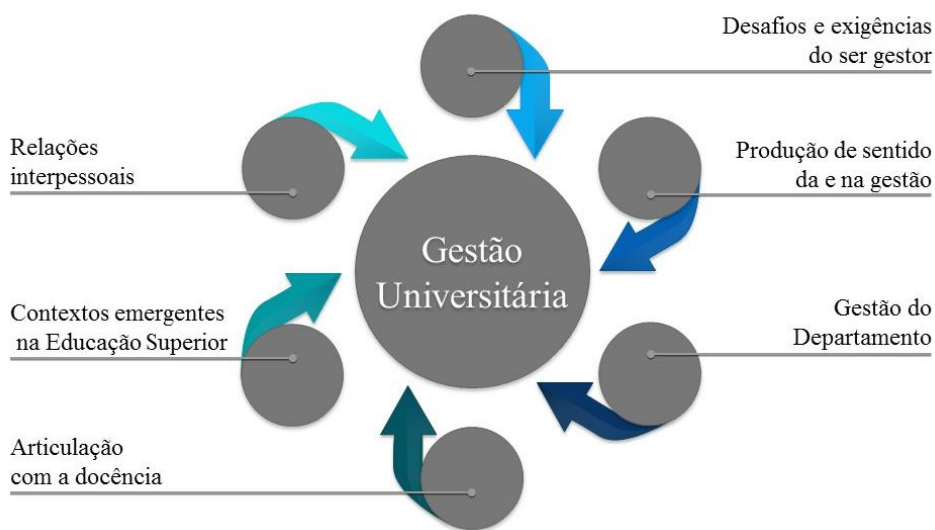 Desafios e exigências
do ser gestor
Relações
interpessoais
Produção de sentido
da e na gestão
Gestão
Universitária
Contextos emergentes
na Educação Superior
Gestão do
Departamento
Articulação
com a docência